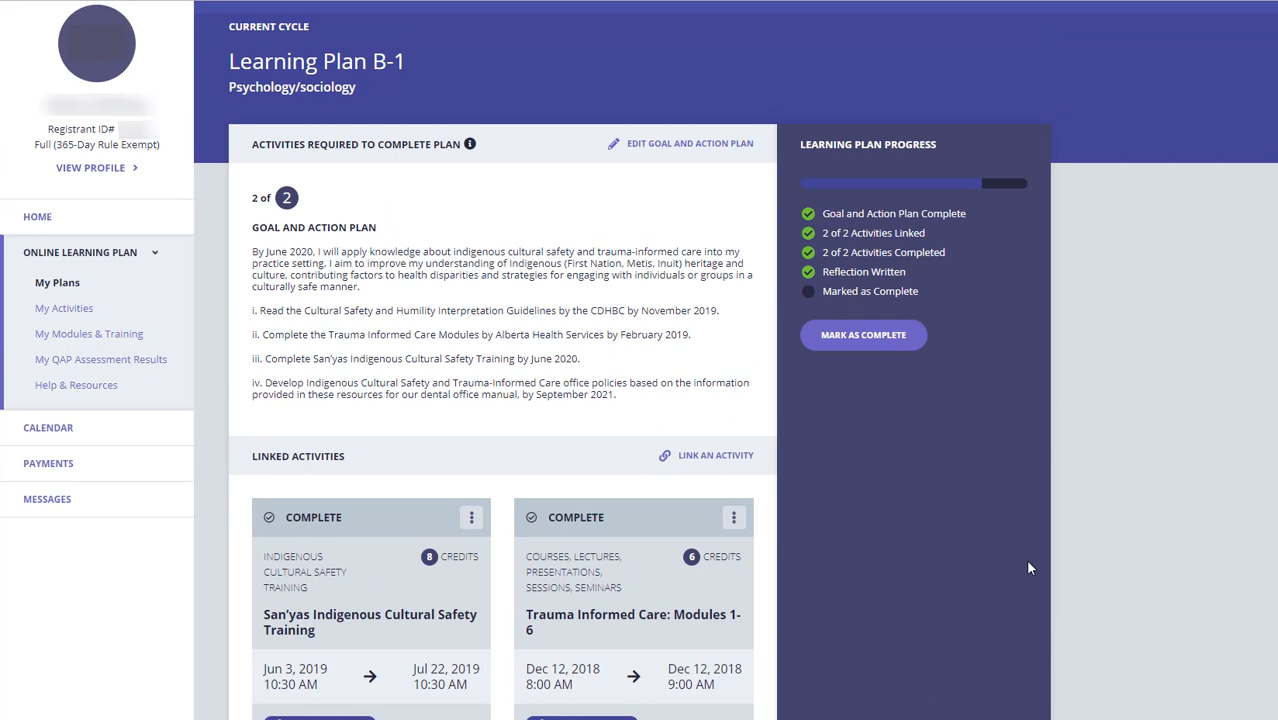 Registrant ID#
Full (365-Day Rule Exempt)
VIEW PROFILE
HOME
ONLINE LEARNING PLAN
My Plans
My Activities
My Modules & Training
My QAP Assessment Results
Help & Resources
CALENDAR
PAYMENTS
MESSAGES
CURRENT CYCLE
Learning Plan B-1
Psychology/sociology
ACTIVITIES REQUIRED TO COMPLETE PLAN
EDIT GOAL AND ACTION PLAN
2 of 2
GOAL AND ACTION PLAN
By June 2020, I will apply knowledge about indigenous cultural safety and trauma-informed care into my
practice setting. I aim to improve my understanding of Indigenous (First Nation, Metis, Inuit) heritage and
culture, contributing factors to health disparities and strategies for engaging with individuals or groups in a
culturally safe manner.
i. Read the Cultural Safety and Humility Interpretation Guidelines by the CDHBC by November 2019.
ii. Complete the Trauma Informed Care Modules by Alberta Health Services by February 2019.
iii. Complete San’yas Indigenous Cultural Safety Training by June 2020.
iv. Develop Indigenous Cultural Safety and Trauma-Informed Care office policies based on the information
provided in these resources for our dental office manual, by September 2021.
LINKED ACTIVITIES
LINK AN ACTIVITY
COMPLETE
INDIGENOUS
CULTURAL SAFETY
TRAINING
8 CREDITS
San’yas Indigenous Cultural Safety
Training
Jun 3, 2019
10:30 AM
Jul 22, 2019
10:30 AM
COMPLETE
COURSES, LECTURES,
PRESENTATIONS,
SESSIONS, SEMINARS
6 CREDITS
Trauma Informed Care: Modules 1-
6
Dec 12, 2018
8:00 AM
Dec 12, 2018
9:00 AM
LEARNING PLAN PROGRESS
Goal and Action Plan Complete
2 of 2 Activities Linked
2 of 2 Activities Completed
Reflection Written
Marked as Complete
MARK AS COMPLETE